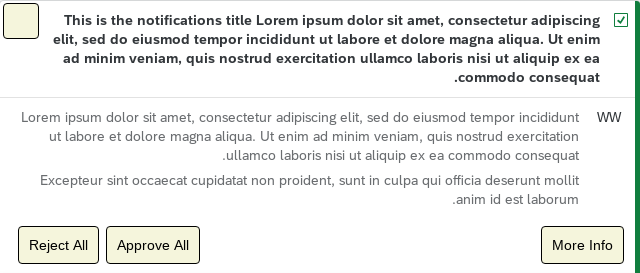 This is the notifications title Lorem ipsum dolor sit amet, consectetur adipiscing
elit, sed do eiusmod tempor incididunt ut labore et dolore magna aliqua. Ut enim
ad minim veniam, quis nostrud exercitation ullamco laboris nisi ut aliquip ex ea
.commodo consequat
WW
Lorem ipsum dolor sit amet, consectetur adipiscing elit, sed do eiusmod tempor incididunt
ut labore et dolore magna aliqua. Ut enim ad minim veniam, quis nostrud exercitation
.ullamco laboris nisi ut aliquip ex ea commodo consequat
Excepteur sint occaecat cupidatat non proident, sunt in culpa qui officia deserunt mollit
.anim id est laborum
Reject All
Approve All
More Info